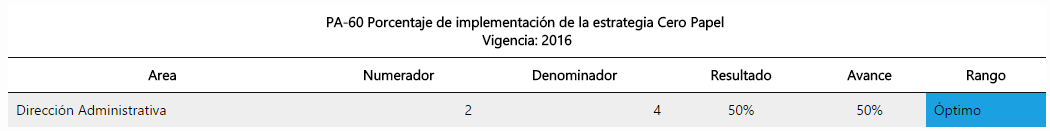 PA-60 Porcentaje de implementación de la estrategia Cero Papel
Vigencia: 2016
Area Numerador Denominador Resultado Avance Rango
Dirección Administrativa 2 4 50% 50% Óptimo